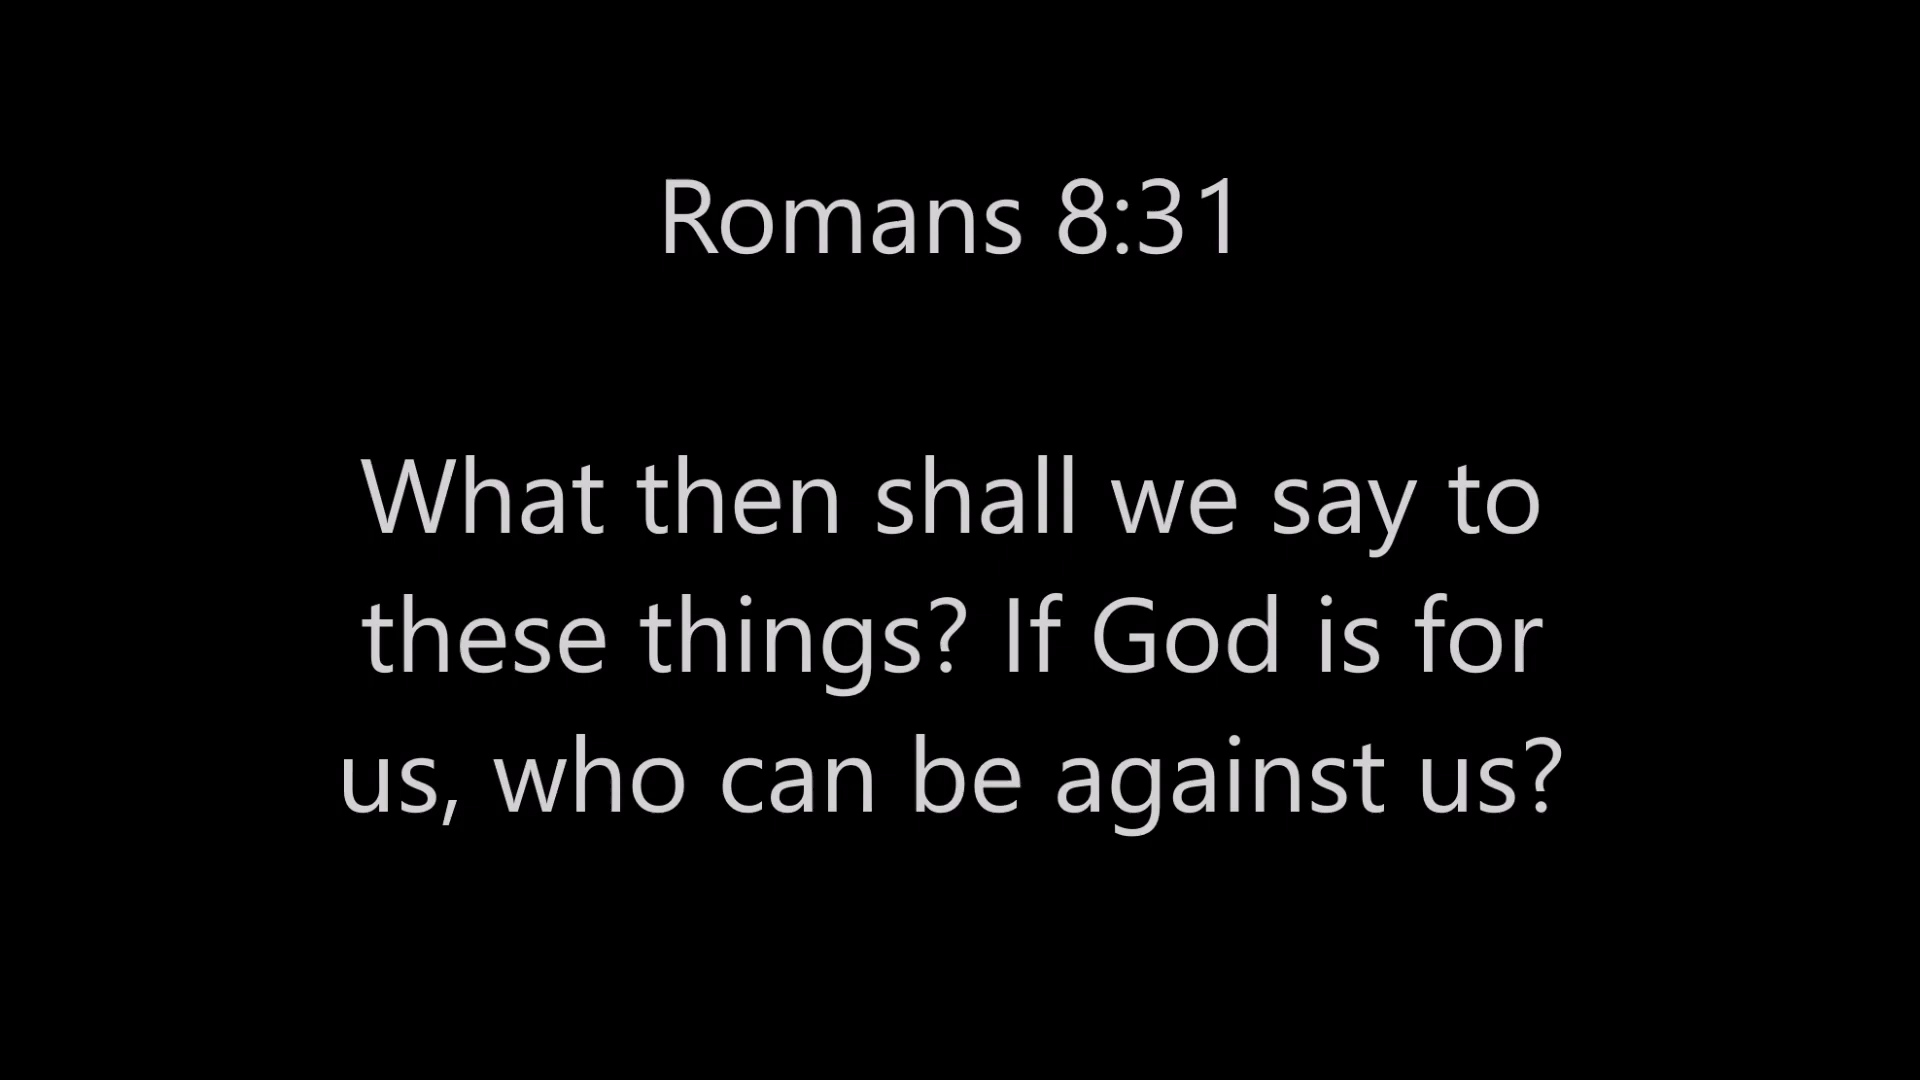 Romans 8:31
What then shall we say to
these things? If God is for
us, who can be against us?